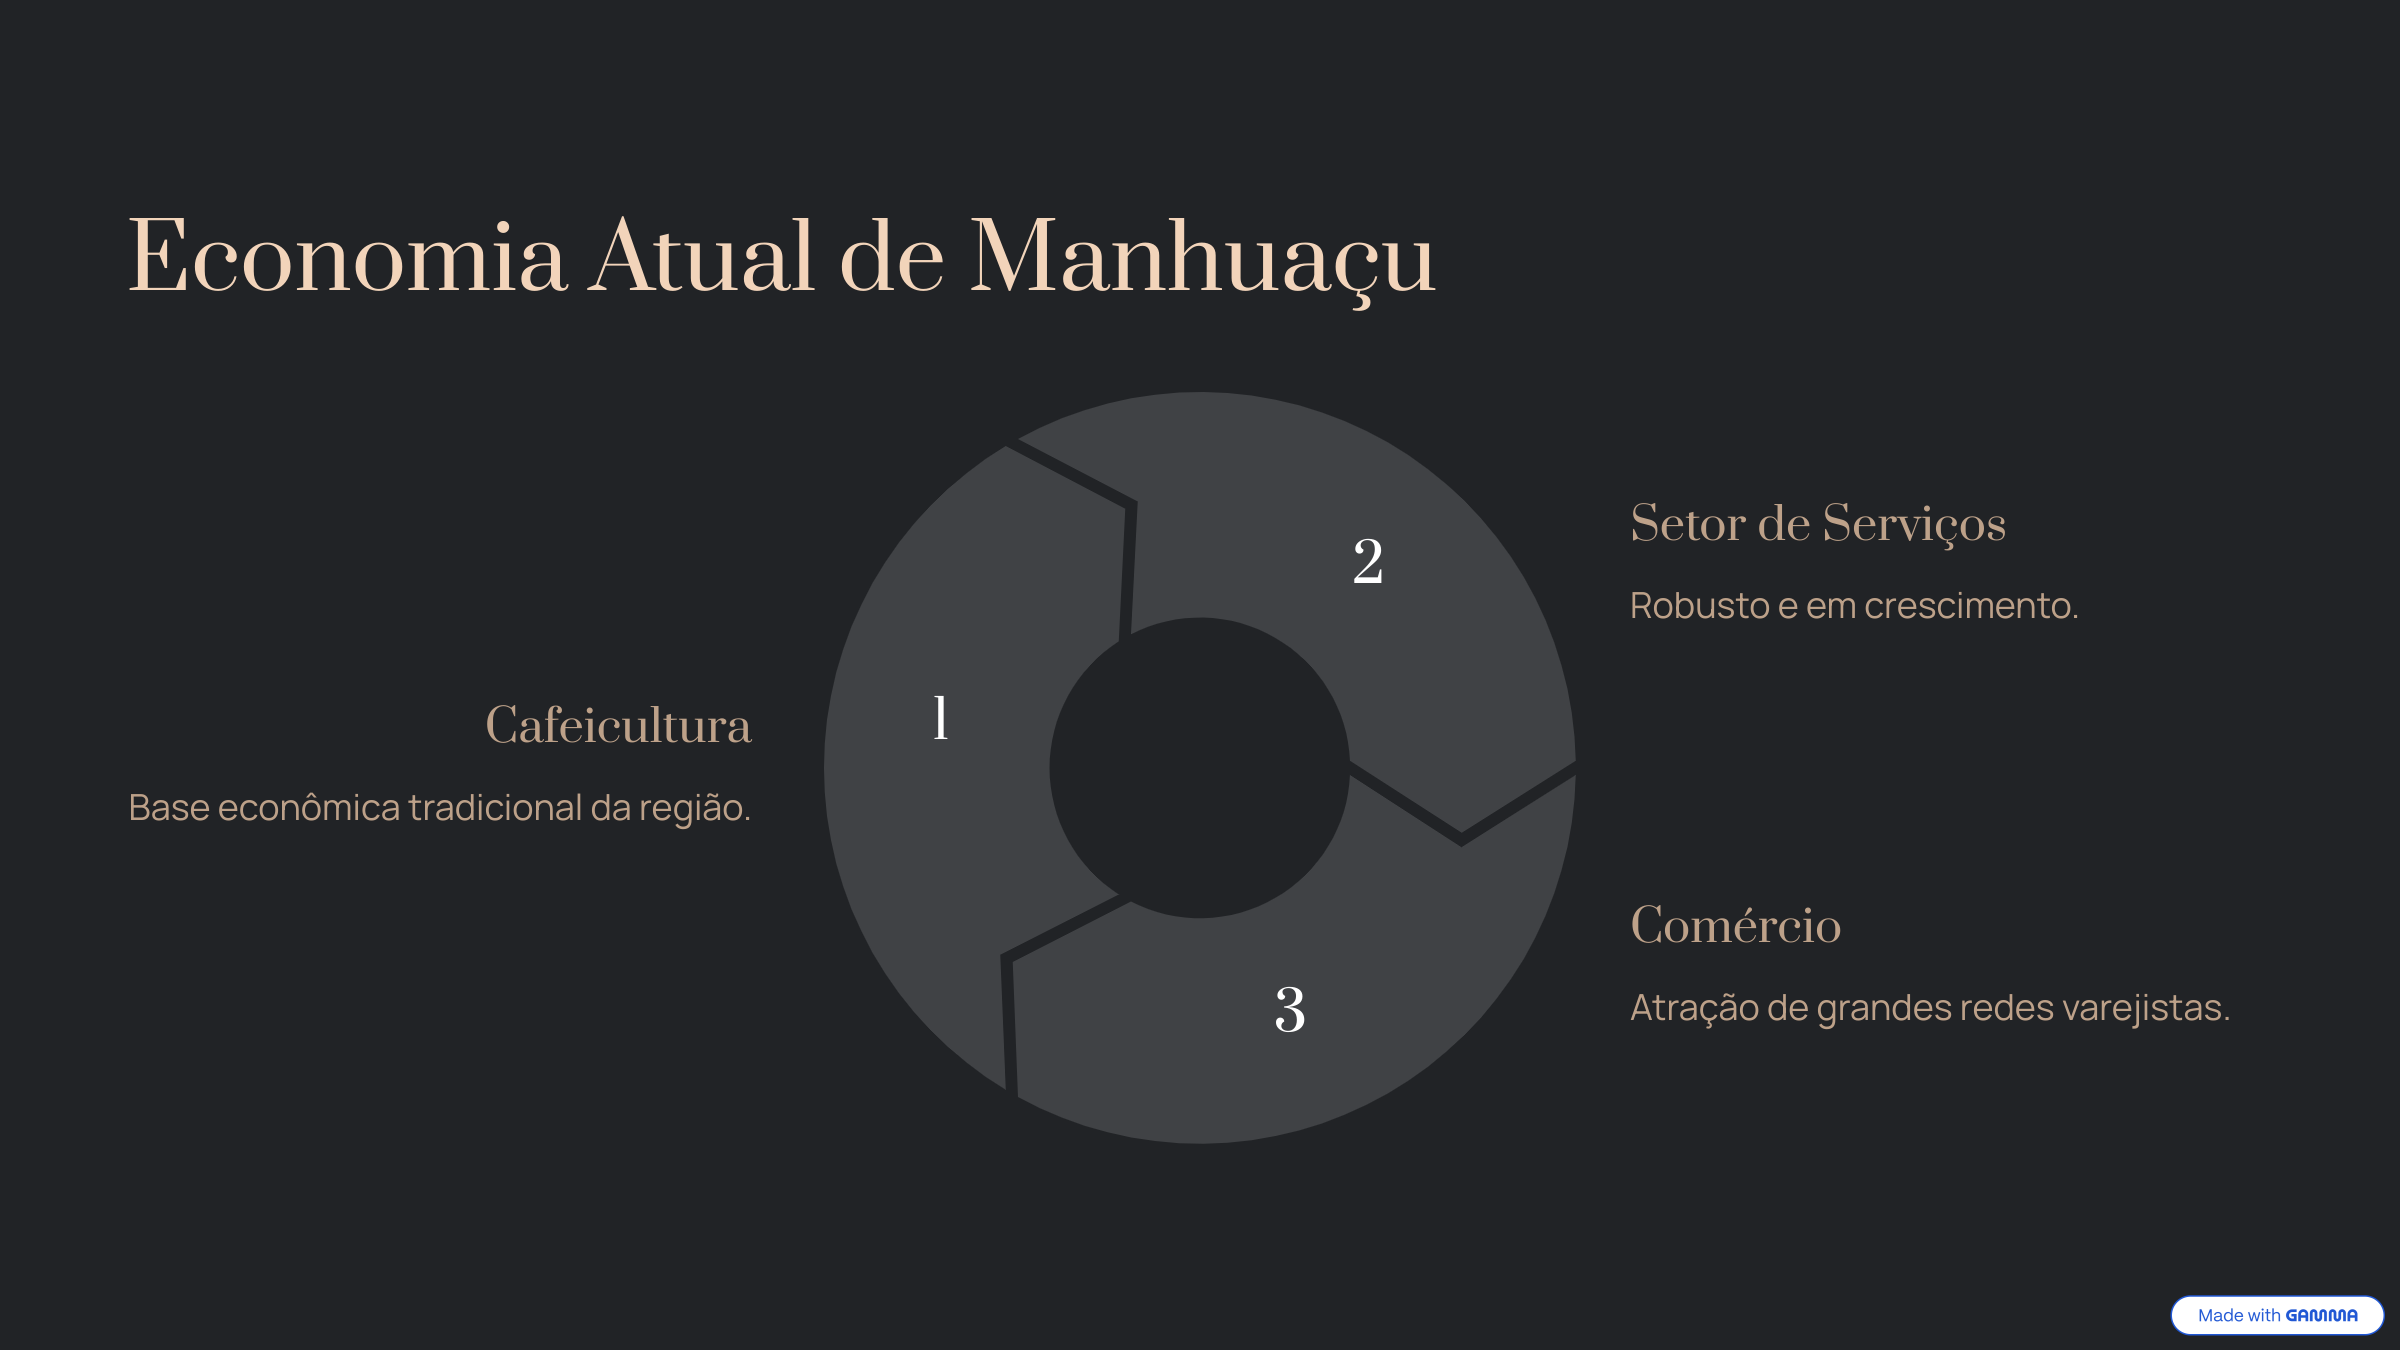 Economia Atual de Manhuaçu
1
Cafeicultura
Base econômica tradicional da região.
2
Setor de Serviços
Robusto e em crescimento.
3
Comércio
Atração de grandes redes varejistas.
Made with GAMMA